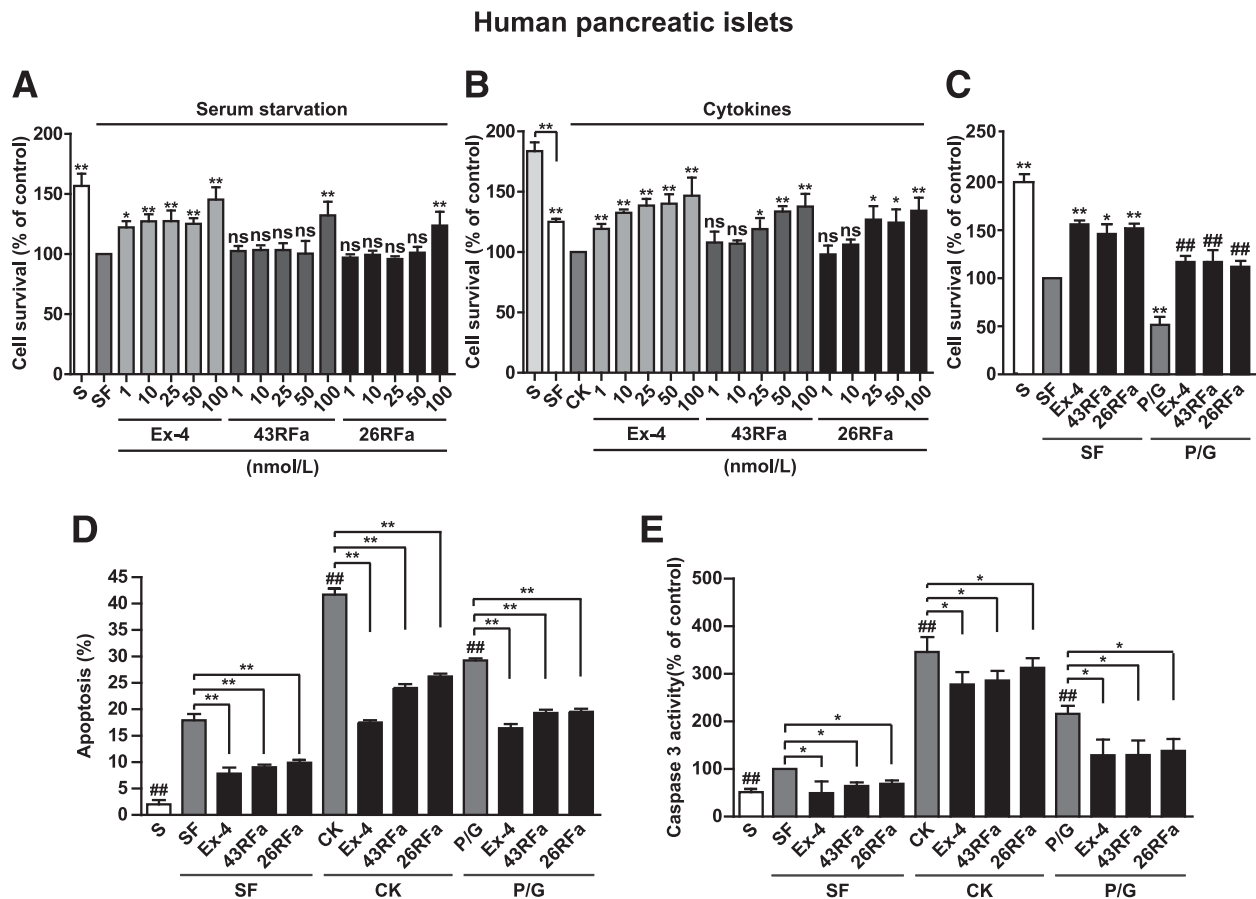 Human pancreatic islets
A
Serum starvation
Cell survival (% of control)
200
150
100
50
0
** * ** ** ** ** ns ns ns ns ** ns ns ns ns **
S SF 1 10 25 50 100 1 10 25 50 100 1 10 25 50 100
Ex-4 43RFa 26RFa
(nmol/L)
B
Cytokines
Cell survival (% of control)
200
150
100
50
0
**
** ** ** ** ** ** ns ns * ** ** ns ns * * **
S SF CK 1 10 25 50 100 1 10 25 50 100 1 10 25 50 100
Ex-4 43RFa 26RFa
(nmol/L)
C
Cell survival (% of control)
250
200
150
100
50
0
** ** * ** ** ## ## ##
S SF Ex-4 43RFa 26RFa P/G Ex-4 43RFa 26RFa
SF P/G
D
Apoptosis (%)
45
40
35
30
25
20
15
10
5
0
## ** ** ** ## ** ** ** ## ** ** **
S SF Ex-4 43RFa 26RFa CK Ex-4 43RFa 26RFa P/G Ex-4 43RFa 26RFa
SF CK P/G
E
Caspase 3 activity(% of control)
500
400
300
200
100
0
## * * * ## * * * ## * * *
S SF Ex-4 43RFa 26RFa CK Ex-4 43RFa 26RFa P/G Ex-4 43RFa 26RFa
SF CK P/G